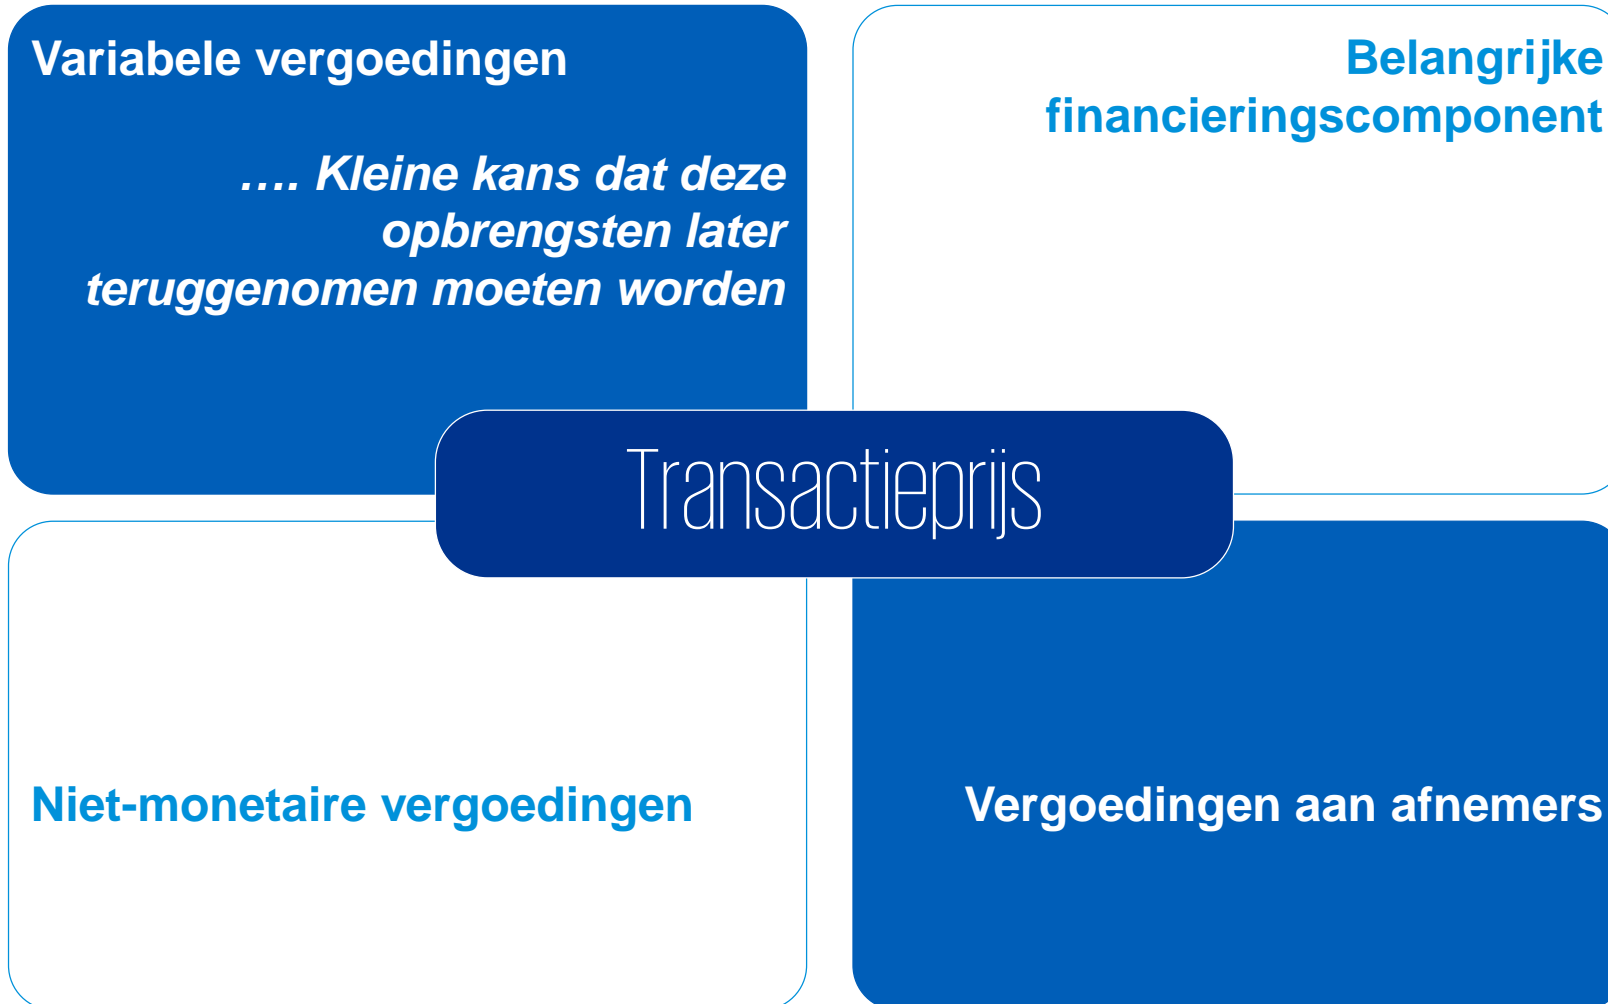 Variabele vergoedingen
…. Kleine kans dat deze
opbrengsten later
teruggenomen moeten worden
Belangrijke
financieringscomponent
Transactieprijs
Niet-monetaire vergoedingen
Vergoedingen aan afnemers